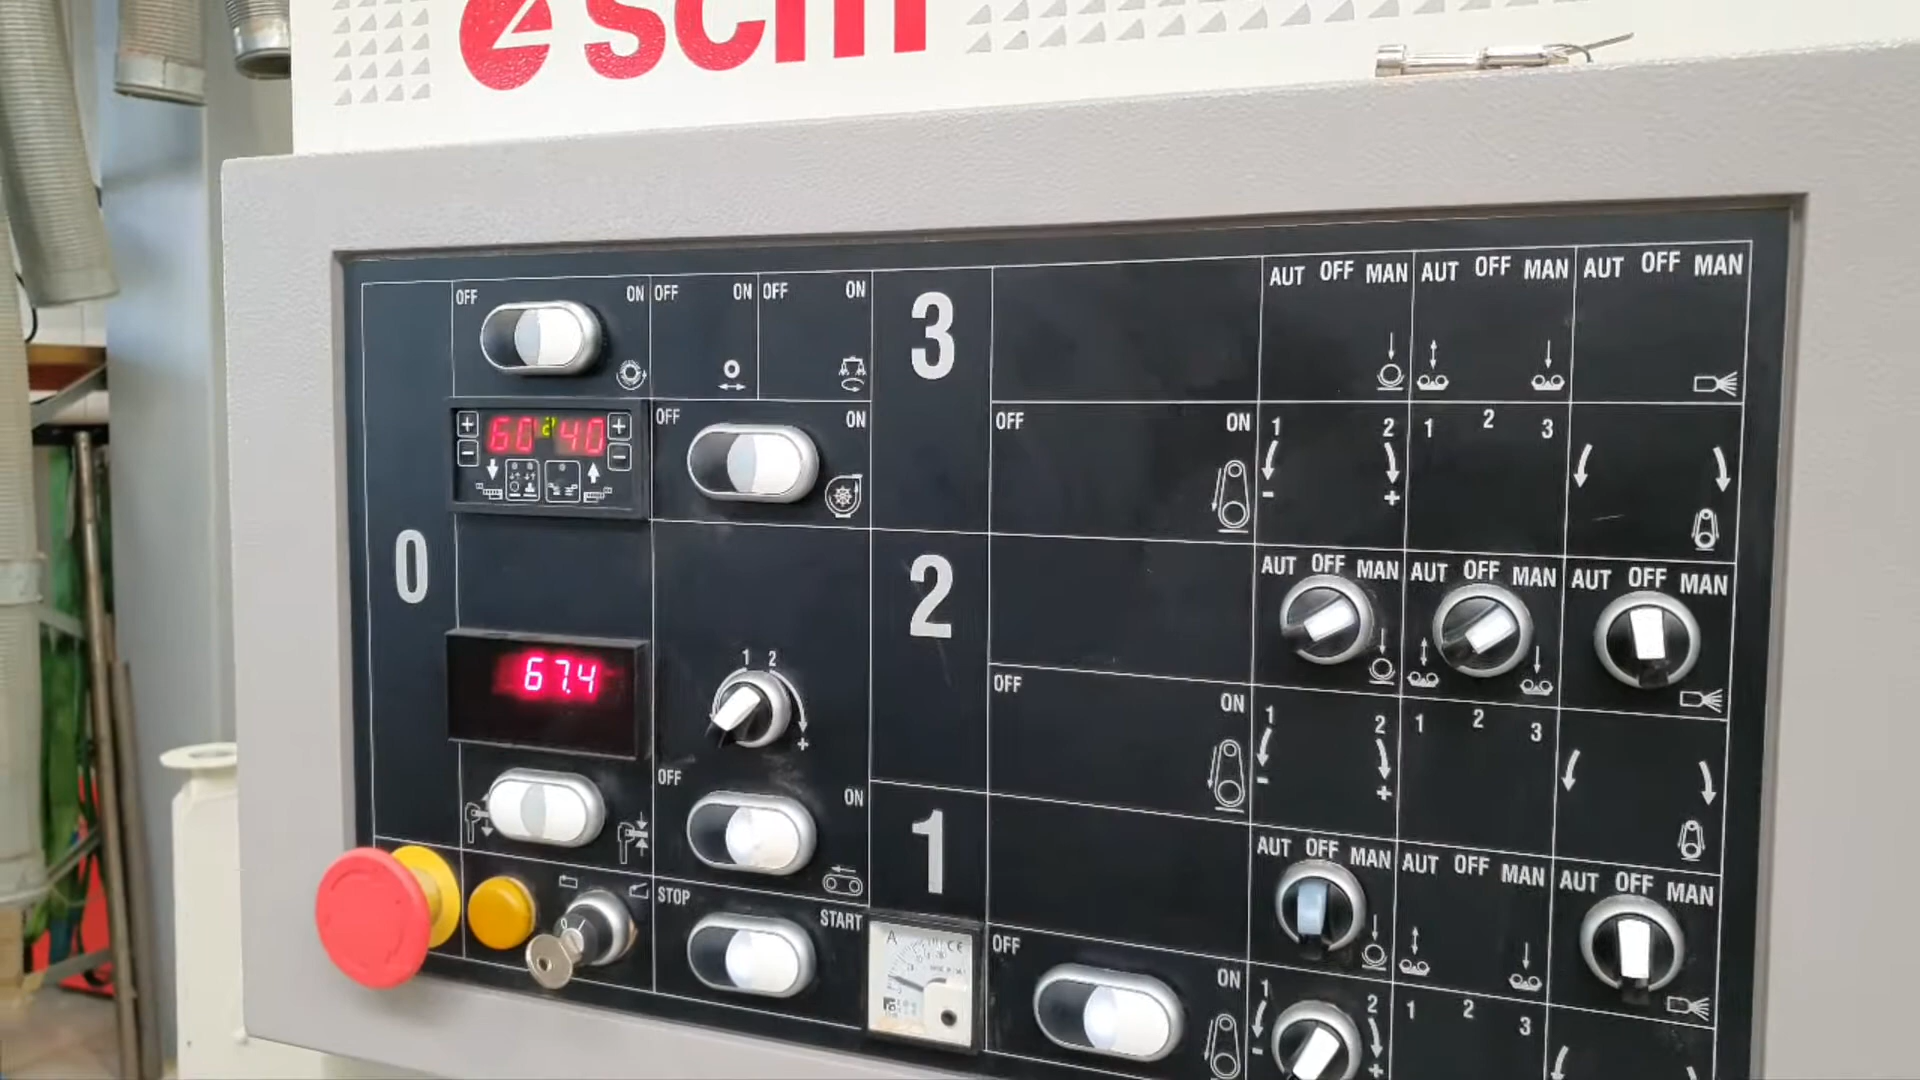 scm
OFF ON
OFF ON
OFF ON
3
AUT OFF MAN
AUT OFF MAN
AUT OFF MAN
+ 60 2' 40 +
- -
OFF ON
OFF ON
1 2
- +
1 2 3
0
2
AUT OFF MAN
AUT OFF MAN
AUT OFF MAN
67.4
1 2
+
OFF ON
1 2
- +
1 2 3
OFF ON
1
AUT OFF MAN
AUT OFF MAN
AUT OFF MAN
STOP START
A
CE
OFF ON
1 2
- +
1 2 3